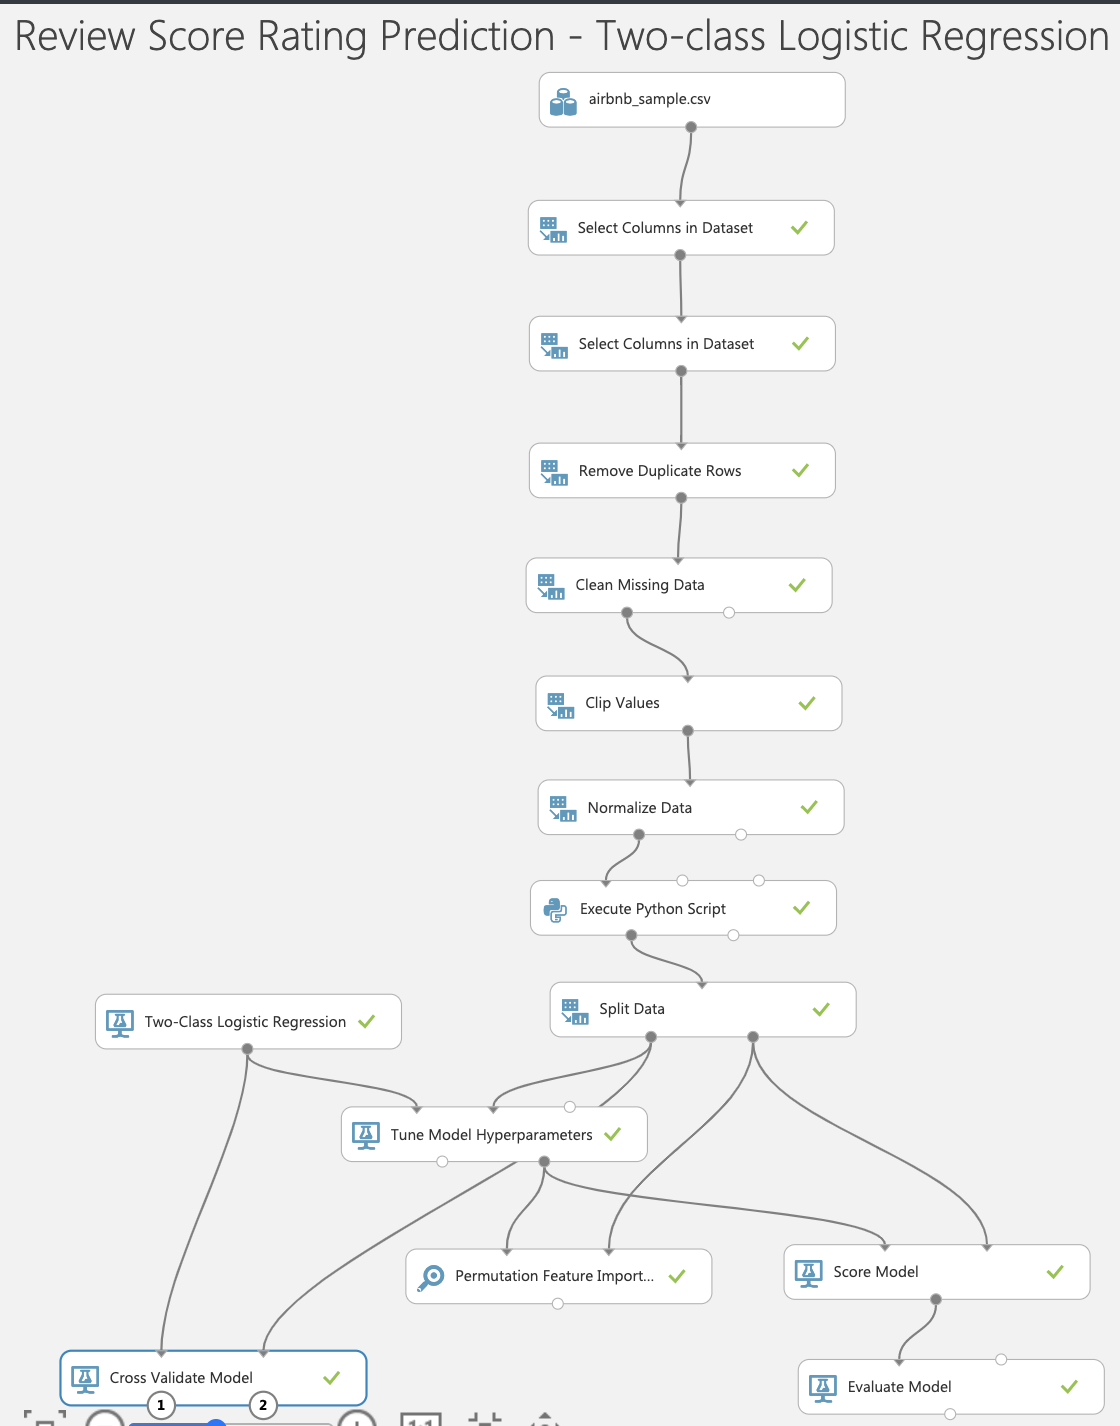 Review Score Rating Prediction - Two-class Logistic Regression
airbnb_sample.csv
Select Columns in Dataset
Select Columns in Dataset
Remove Duplicate Rows
Clean Missing Data
Clip Values
Normalize Data
Execute Python Script
Split Data
Two-Class Logistic Regression
Tune Model Hyperparameters
Permutation Feature Import...
Score Model
Cross Validate Model
Evaluate Model
1
2
1:1